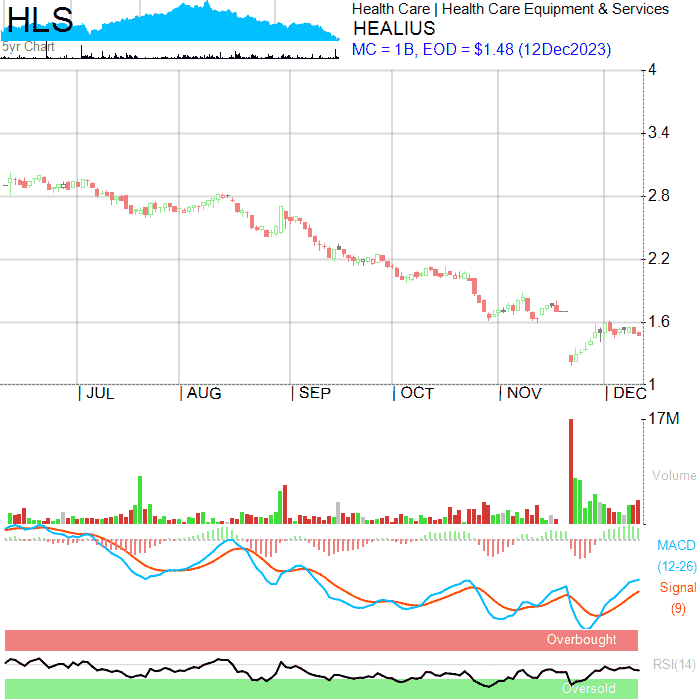 HLS
5yr Chart
Health Care | Health Care Equipment & Services
HEALIUS
MC = 1B, EOD = $1.48 (12Dec2023)
4
3.4
2.8
2.2
1.6
1
JUL
AUG
SEP
OCT
NOV
DEC
17M
Volume
MACD
(12-26)
Signal
(9)
Overbought
RSI(14)
Oversold